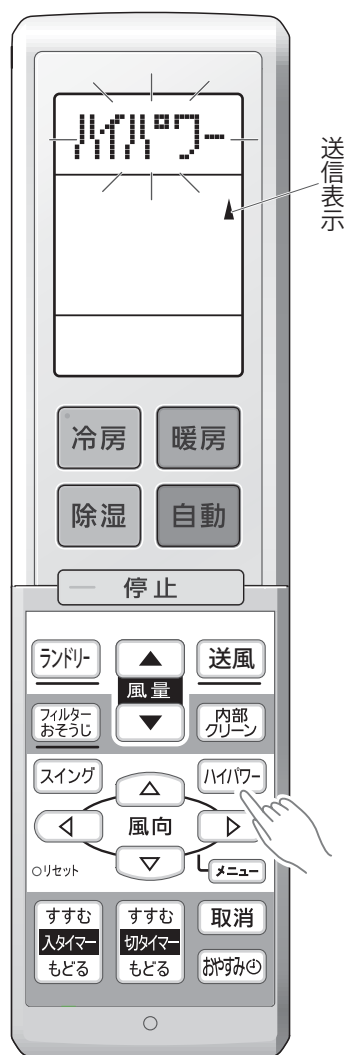 ハイパワー
送信表示
冷房
暖房
除湿
自動
停止
ランドリー
風量
送風
フィルター
おそうじ
内部
クリーン
スイング
ハイパワー
風向
リセット
メニュー
すすむ
入タイマー
もどる
すすむ
切タイマー
もどる
取消
おやすみ